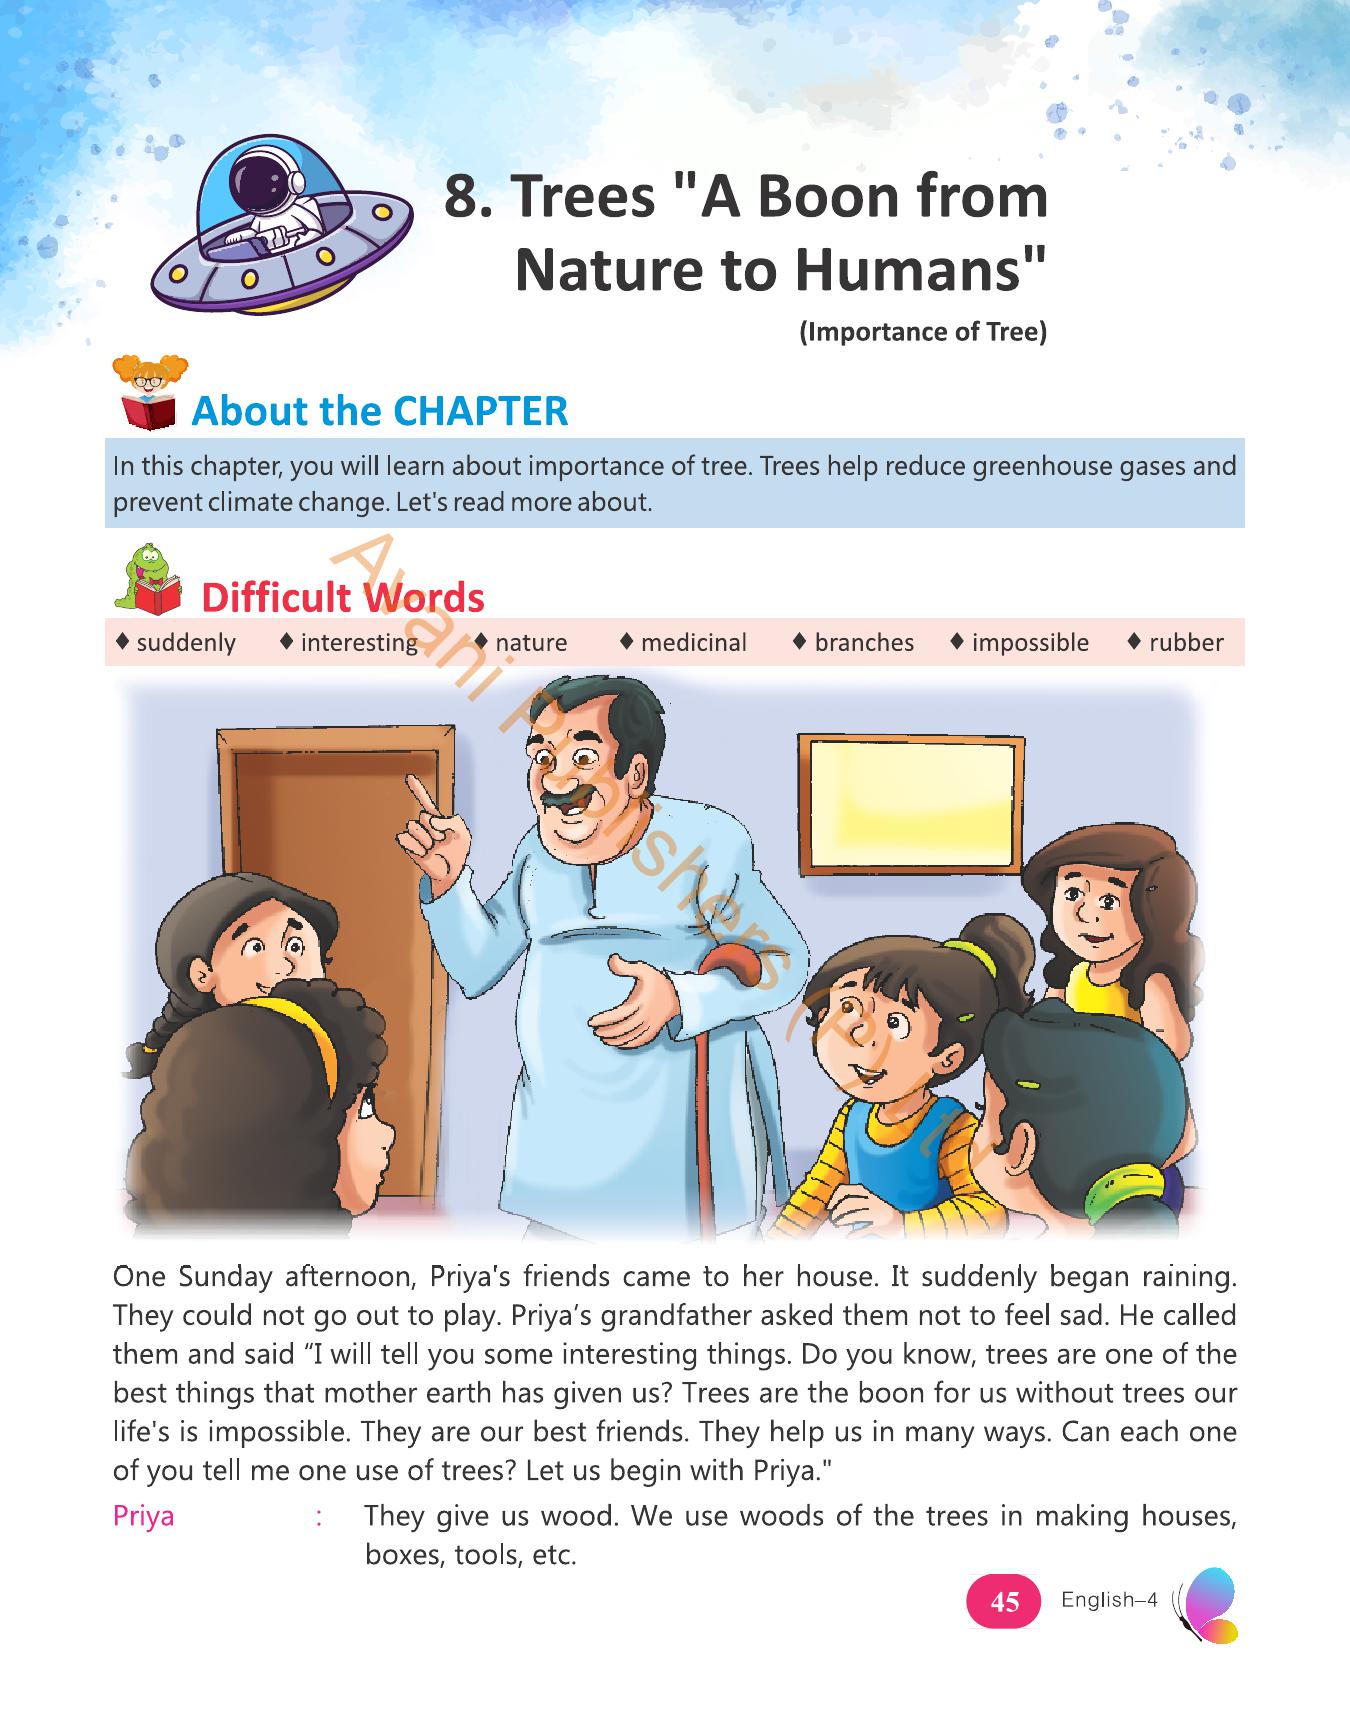 8. Trees "A Boon from
Nature to Humans"
(Importance of Tree)
About the CHAPTER
In this chapter, you will learn about importance of tree. Trees help reduce greenhouse gases and
prevent climate change. Let's read more about.
Difficult Words
♦ suddenly ♦ interesting ♦ nature ♦ medicinal ♦ branches ♦ impossible ♦ rubber
Avani Publishers (P) Lt
One Sunday afternoon, Priya's friends came to her house. It suddenly began raining.
They could not go out to play. Priya’s grandfather asked them not to feel sad. He called
them and said “I will tell you some interesting things. Do you know, trees are one of the
best things that mother earth has given us? Trees are the boon for us without trees our
life's is impossible. They are our best friends. They help us in many ways. Can each one
of you tell me one use of trees? Let us begin with Priya."
Priya : They give us wood. We use woods of the trees in making houses,
boxes, tools, etc.
45 English–4